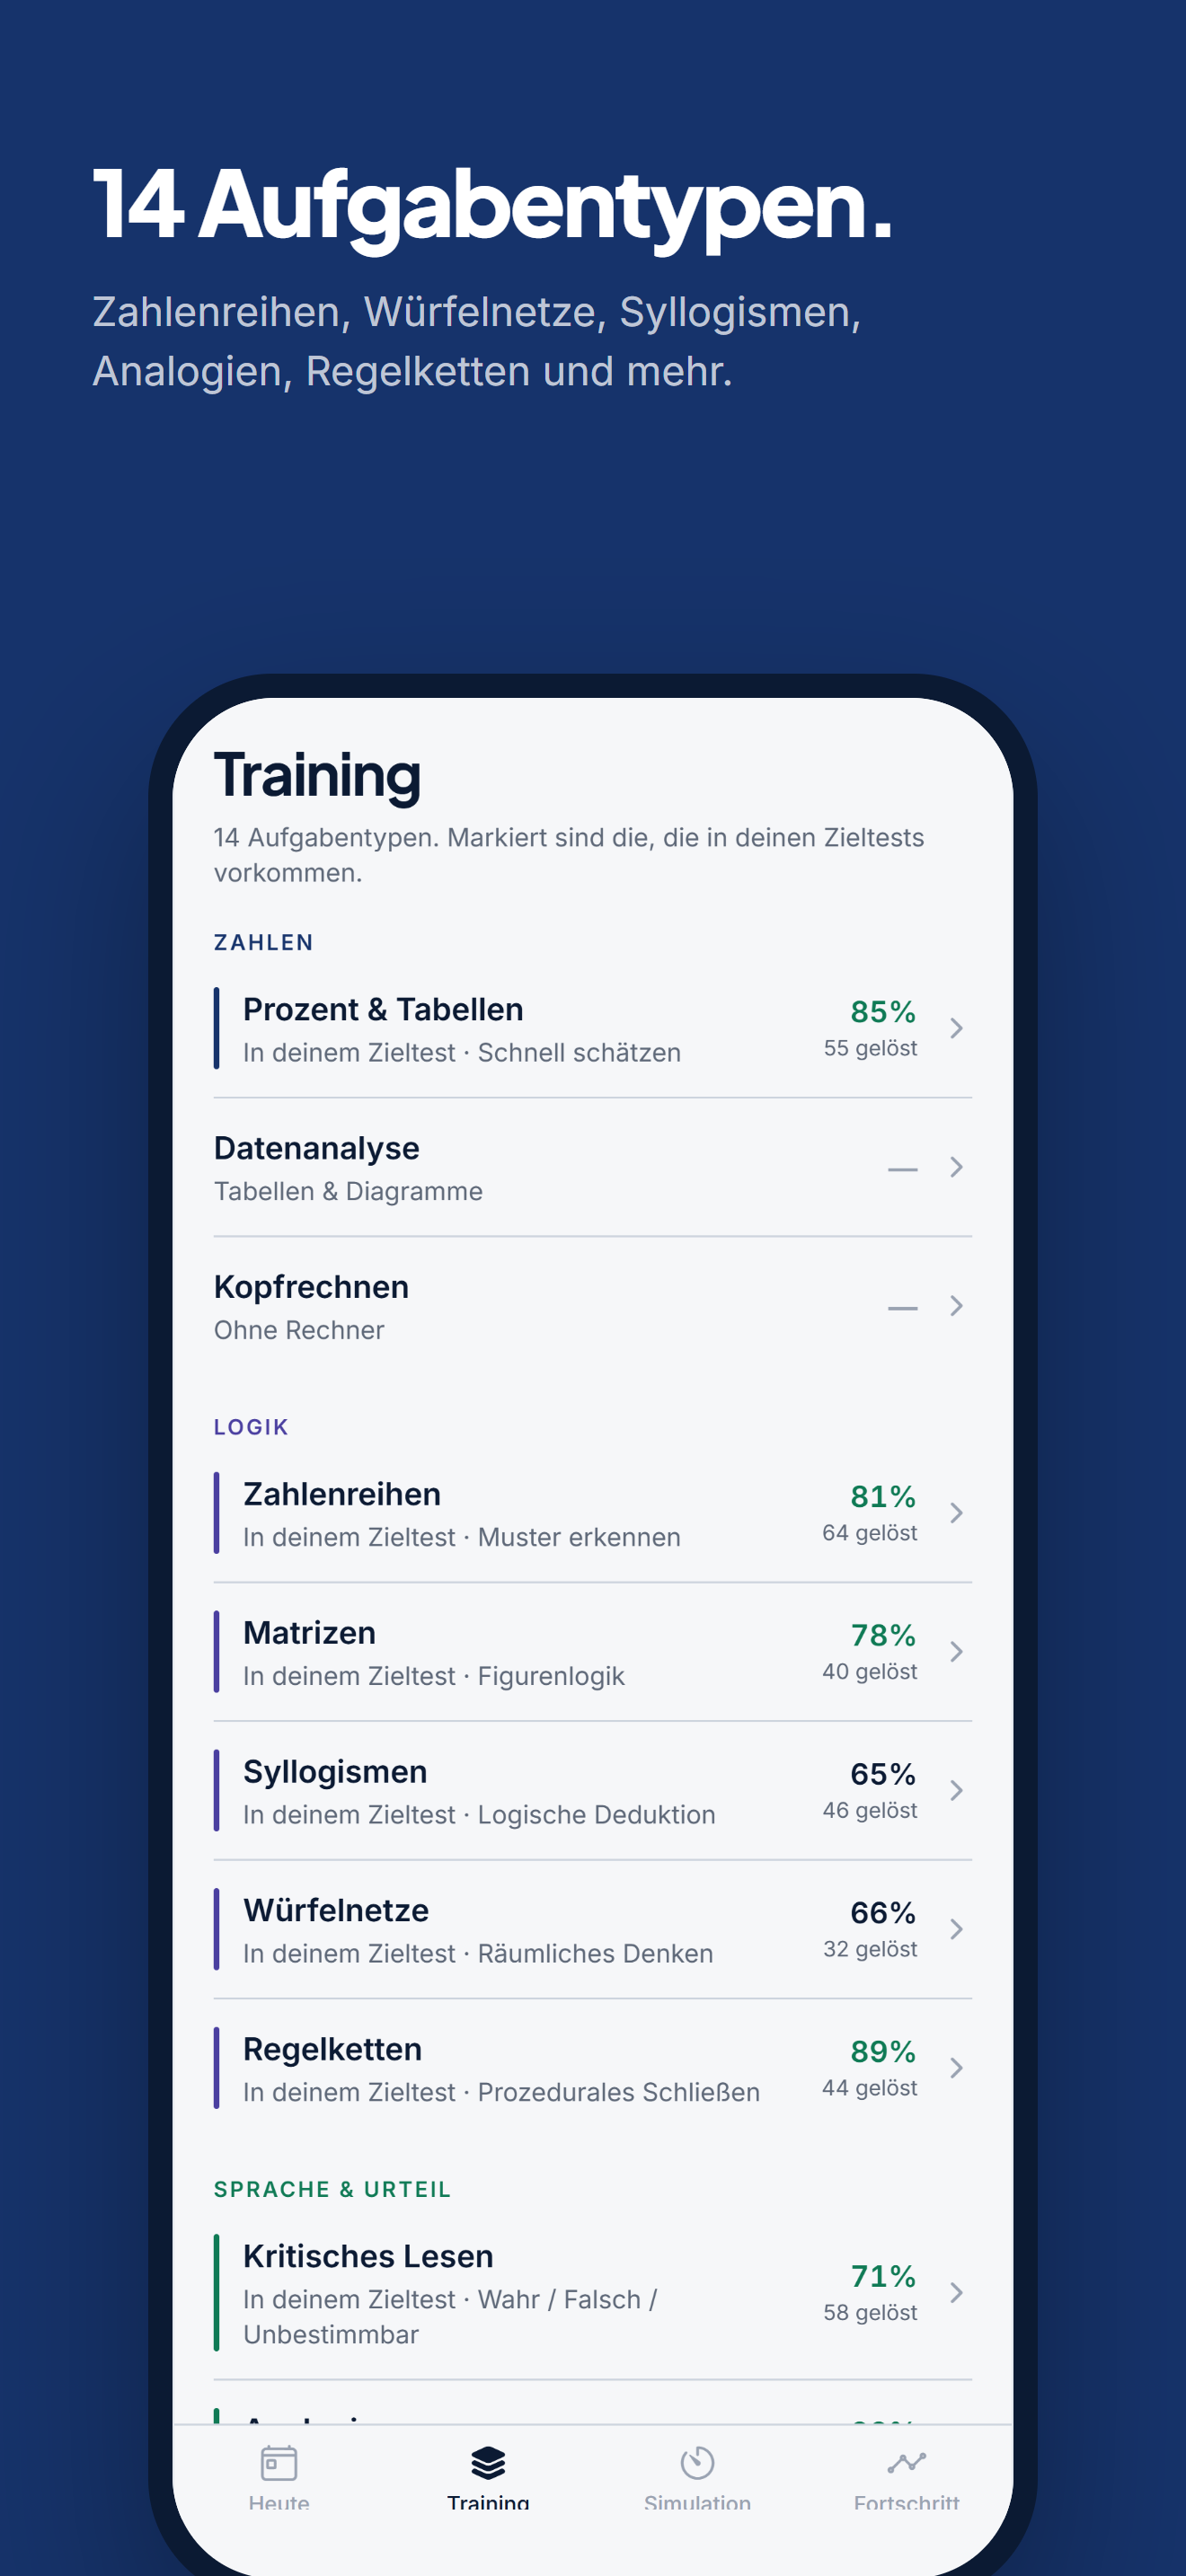 14 Aufgabentypen.
Zahlenreihen, Würfelnetze, Syllogismen,
Analogien, Regelketten und mehr.
Training
14 Aufgabentypen. Markiert sind die, die in deinen Zieltests
vorkommen.
ZAHLEN
Prozent & Tabellen
85%
In deinem Zieltest · Schnell schätzen
55 gelöst
Datenanalyse
—
Tabellen & Diagramme
Kopfrechnen
—
Ohne Rechner
LOGIK
Zahlenreihen
81%
In deinem Zieltest · Muster erkennen
64 gelöst
Matrizen
78%
In deinem Zieltest · Figurenlogik
40 gelöst
Syllogismen
65%
In deinem Zieltest · Logische Deduktion
46 gelöst
Würfelnetze
66%
In deinem Zieltest · Räumliches Denken
32 gelöst
Regelketten
89%
In deinem Zieltest · Prozedurales Schließen
44 gelöst
SPRACHE & URTEIL
Kritisches Lesen
71%
In deinem Zieltest · Wahr / Falsch /
Unbestimmbar
58 gelöst
Heute
Training
Simulation
Fortschritt